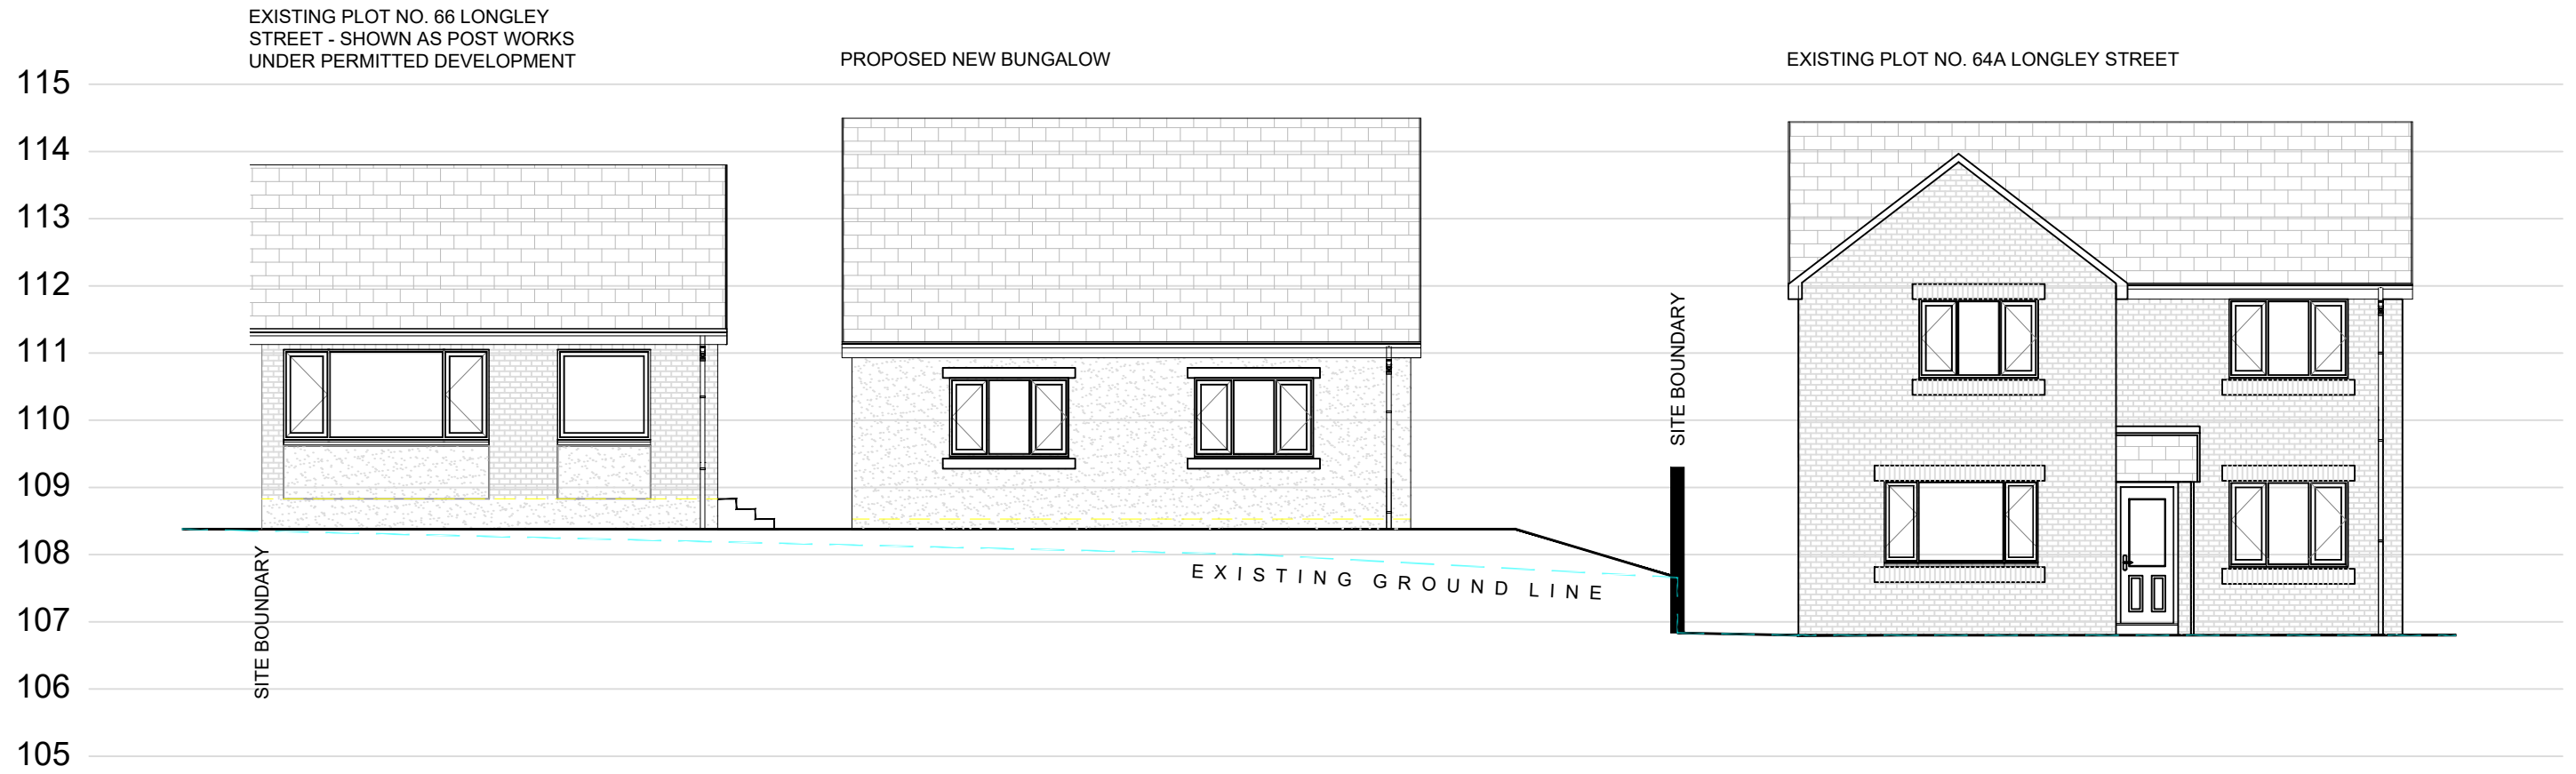 EXISTING PLOT NO. 66 LONGLEY
STREET - SHOWN AS POST WORKS
UNDER PERMITTED DEVELOPMENT
PROPOSED NEW BUNGALOW
EXISTING PLOT NO. 64A LONGLEY STREET
115
114
113
112
111
110
109
108
107
106
105
SITE BOUNDARY
EXISTING GROUND LINE
SITE BOUNDARY